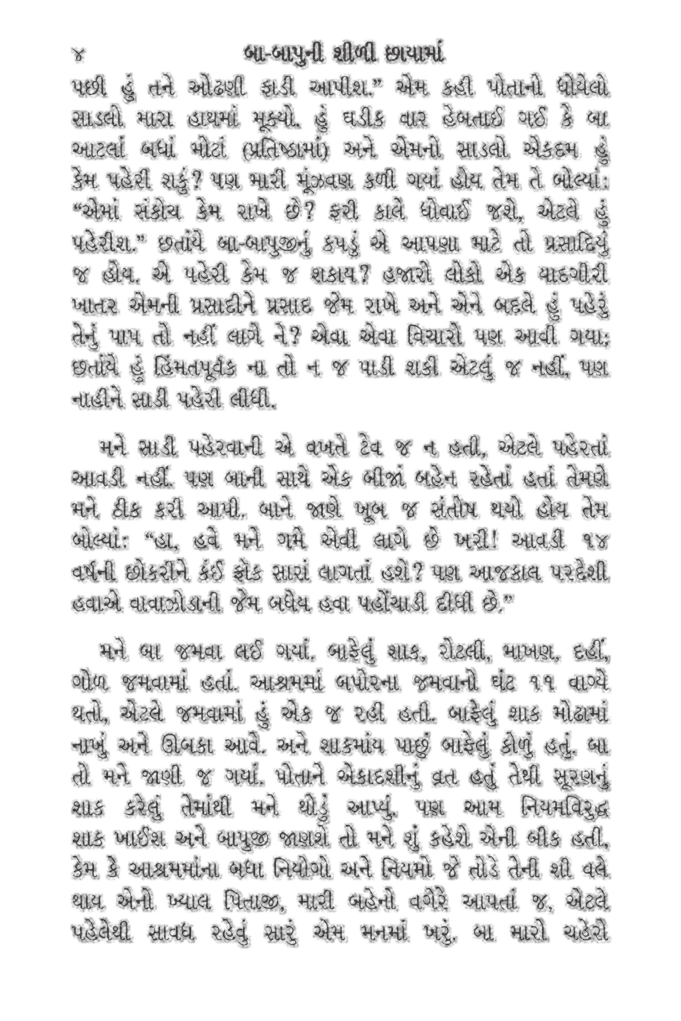 ૪ બા-બાપુની શીળી છાયામાં
પછી હું તને ઓઢણી ફાડી આપીશ.” એમ કહી પોતાનો ધોયેલો
સાડલો મારા હાથમાં મૂક્યો. હું ઘડીક વાર હેબતાઈ ગઈ કે બા
આટલાં બધાં મોટાં (પ્રતિષ્ઠામાં) અને એમનો સાડલો એકદમ હું
કેમ પહેરી શકું? પણ મારી મૂંઝવણ કળી ગયાં હોય તેમ તે બોલ્યાં:
“એમાં સંકોચ કેમ રાખે છે? ફરી કાલે ધોવાઈ જશે, એટલે હું
પહેરીશ.” છતાંયે બા-બાપુજીનું કપડું એ આપણા માટે તો પ્રસાદિયું
જ હોય. એ પહેરી કેમ જ શકાય? હજારો લોકો એક યાદગીરી
ખાતર એમની પ્રસાદીને પ્રસાદ જેમ રાખે અને એને બદલે હું પહેરું
તેનું પાપ તો નહીં લાગે ને? એવા એવા વિચારો પણ આવી ગયા;
છતાંયે હું હિંમતપૂર્વક ના તો ન જ પાડી શકી એટલું જ નહીં, પણ
નાહીને સાડી પહેરી લીધી.
મને સાડી પહેરવાની એ વખતે ટેવ જ ન હતી, એટલે પહેરતાં
આવડી નહીં. પણ બાની સાથે એક બીજાં બહેન રહેતાં હતાં તેમણે
મને ઠીક કરી આપી. બાને જાણે ખૂબ જ સંતોષ થયો હોય તેમ
બોલ્યાં: “હા, હવે મને ગમે એવી લાગે છે ખરી! આવડી ૧૪
વર્ષની છોકરીને કંઈ ફ્રોક સારાં લાગતાં હશે? પણ આજકાલ પરદેશી
હવાએ વાવાઝોડાની જેમ બધેય હવા પહોંચાડી દીધી છે.”
મને બા જમવા લઈ ગયાં. બાફેલું શાક, રોટલી, માખણ, દહીં,
ગોળ જમવામાં હતાં. આશ્રમમાં બપોરના જમવાનો ઘંટ ૧૧ વાગ્યે
થતો, એટલે જમવામાં હું એક જ રહી હતી. બાફેલું શાક મોઢામાં
નાખું અને ઊબકા આવે. અને શાકમાંય પાછું બાફેલું કોળું હતું. બા
તો મને જાણી જ ગયાં. પોતાને એકાદશીનું વ્રત હતું તેથી સૂરણનું
શાક કરેલું તેમાંથી મને થોડું આપ્યું. પણ આમ નિયમવિરુદ્ધ
શાક ખાઈશ અને બાપુજી જાણશે તો મને શું કહેશે એની બીક હતી,
કેમ કે આશ્રમમાંના બધા નિયોગો અને નિયમો જે તોડે તેની શી વલે
થાય એનો ખ્યાલ પિતાજી, મારી બહેનો વગેરે આપતાં જ, એટલે
પહેલેથી સાવધ રહેવું સારું એમ મનમાં ખરું. બા મારો ચહેરો